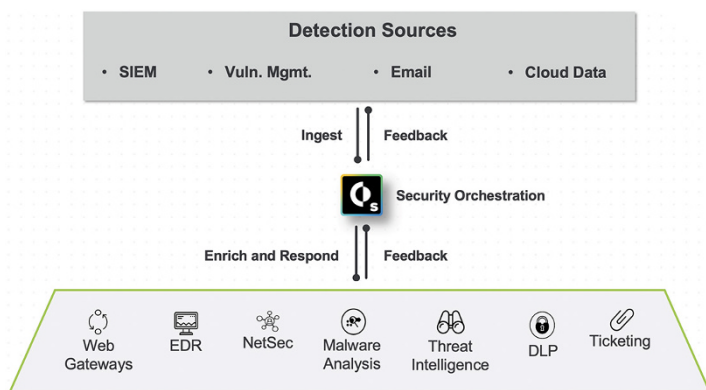 Detection Sources
• SIEM • Vuln. Mgmt. • Email • Cloud Data
Ingest Feedback
s
Security Orchestration
Enrich and Respond Feedback
Web Gateways
EDR
NetSec
Malware Analysis
Threat Intelligence
DLP
Ticketing